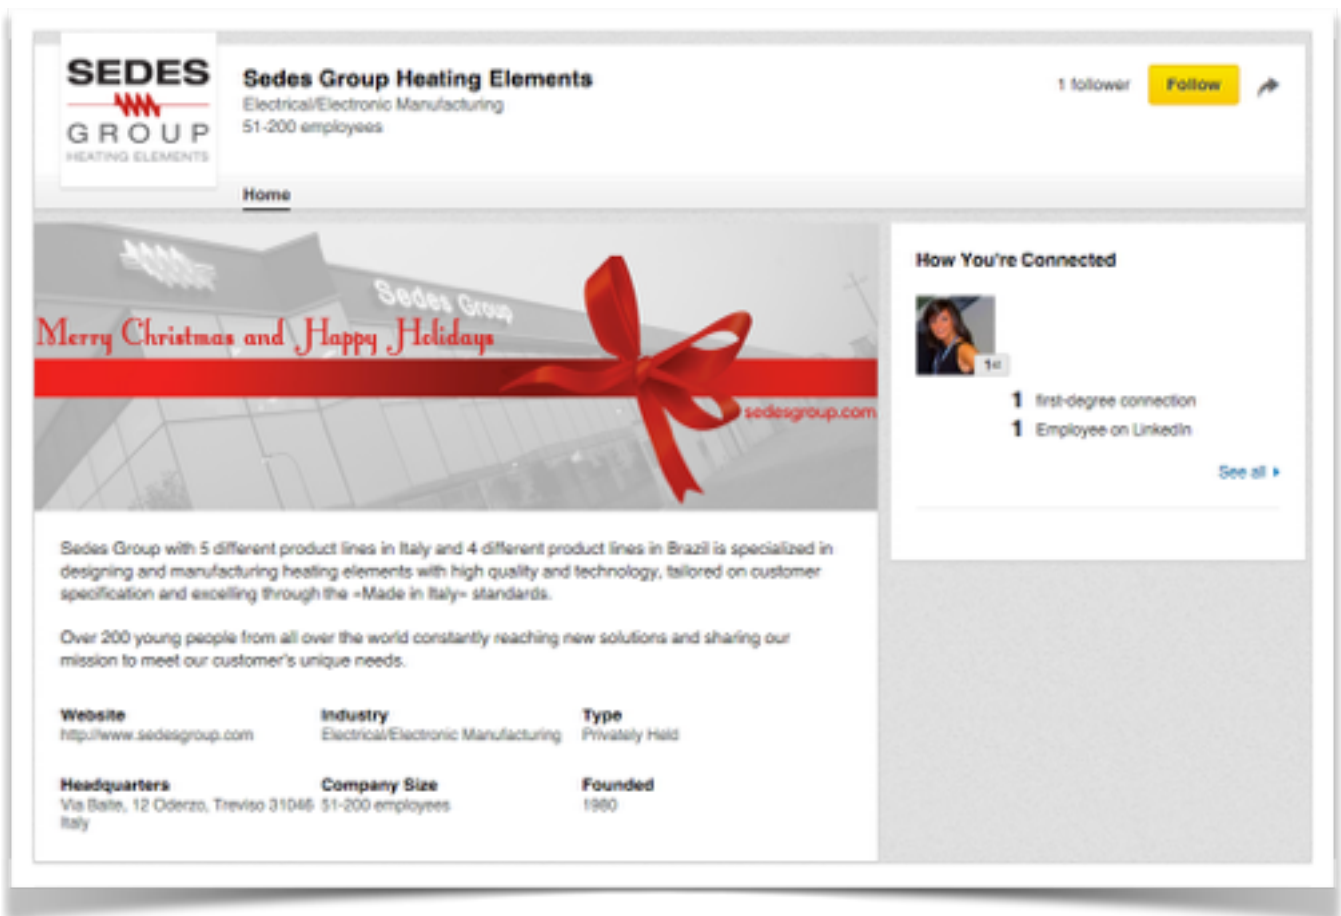 SEDES
GROUP
HEATING ELEMENTS
Sedes Group Heating Elements
Electrical/Electronic Manufacturing
51-200 employees
1 follower
Follow
Home
Sedes Group
Merry Christmas and Happy Holidays
sedesgroup.com
How You're Connected
1st
1 first-degree connection
1 Employee on LinkedIn
See all
Sedes Group with 5 different product lines in Italy and 4 different product lines in Brazil is specialized in
designing and manufacturing heating elements with high quality and technology, tailored on customer
specification and excelling through the «Made in Italy» standards.
Over 200 young people from all over the world constantly reaching new solutions and sharing our
mission to meet our customer's unique needs.
Website
http://www.sedesgroup.com
Industry
Electrical/Electronic Manufacturing
Type
Privately Held
Headquarters
Via Baite, 12 Oderzo, Treviso 31046
Italy
Company Size
51-200 employees
Founded
1980